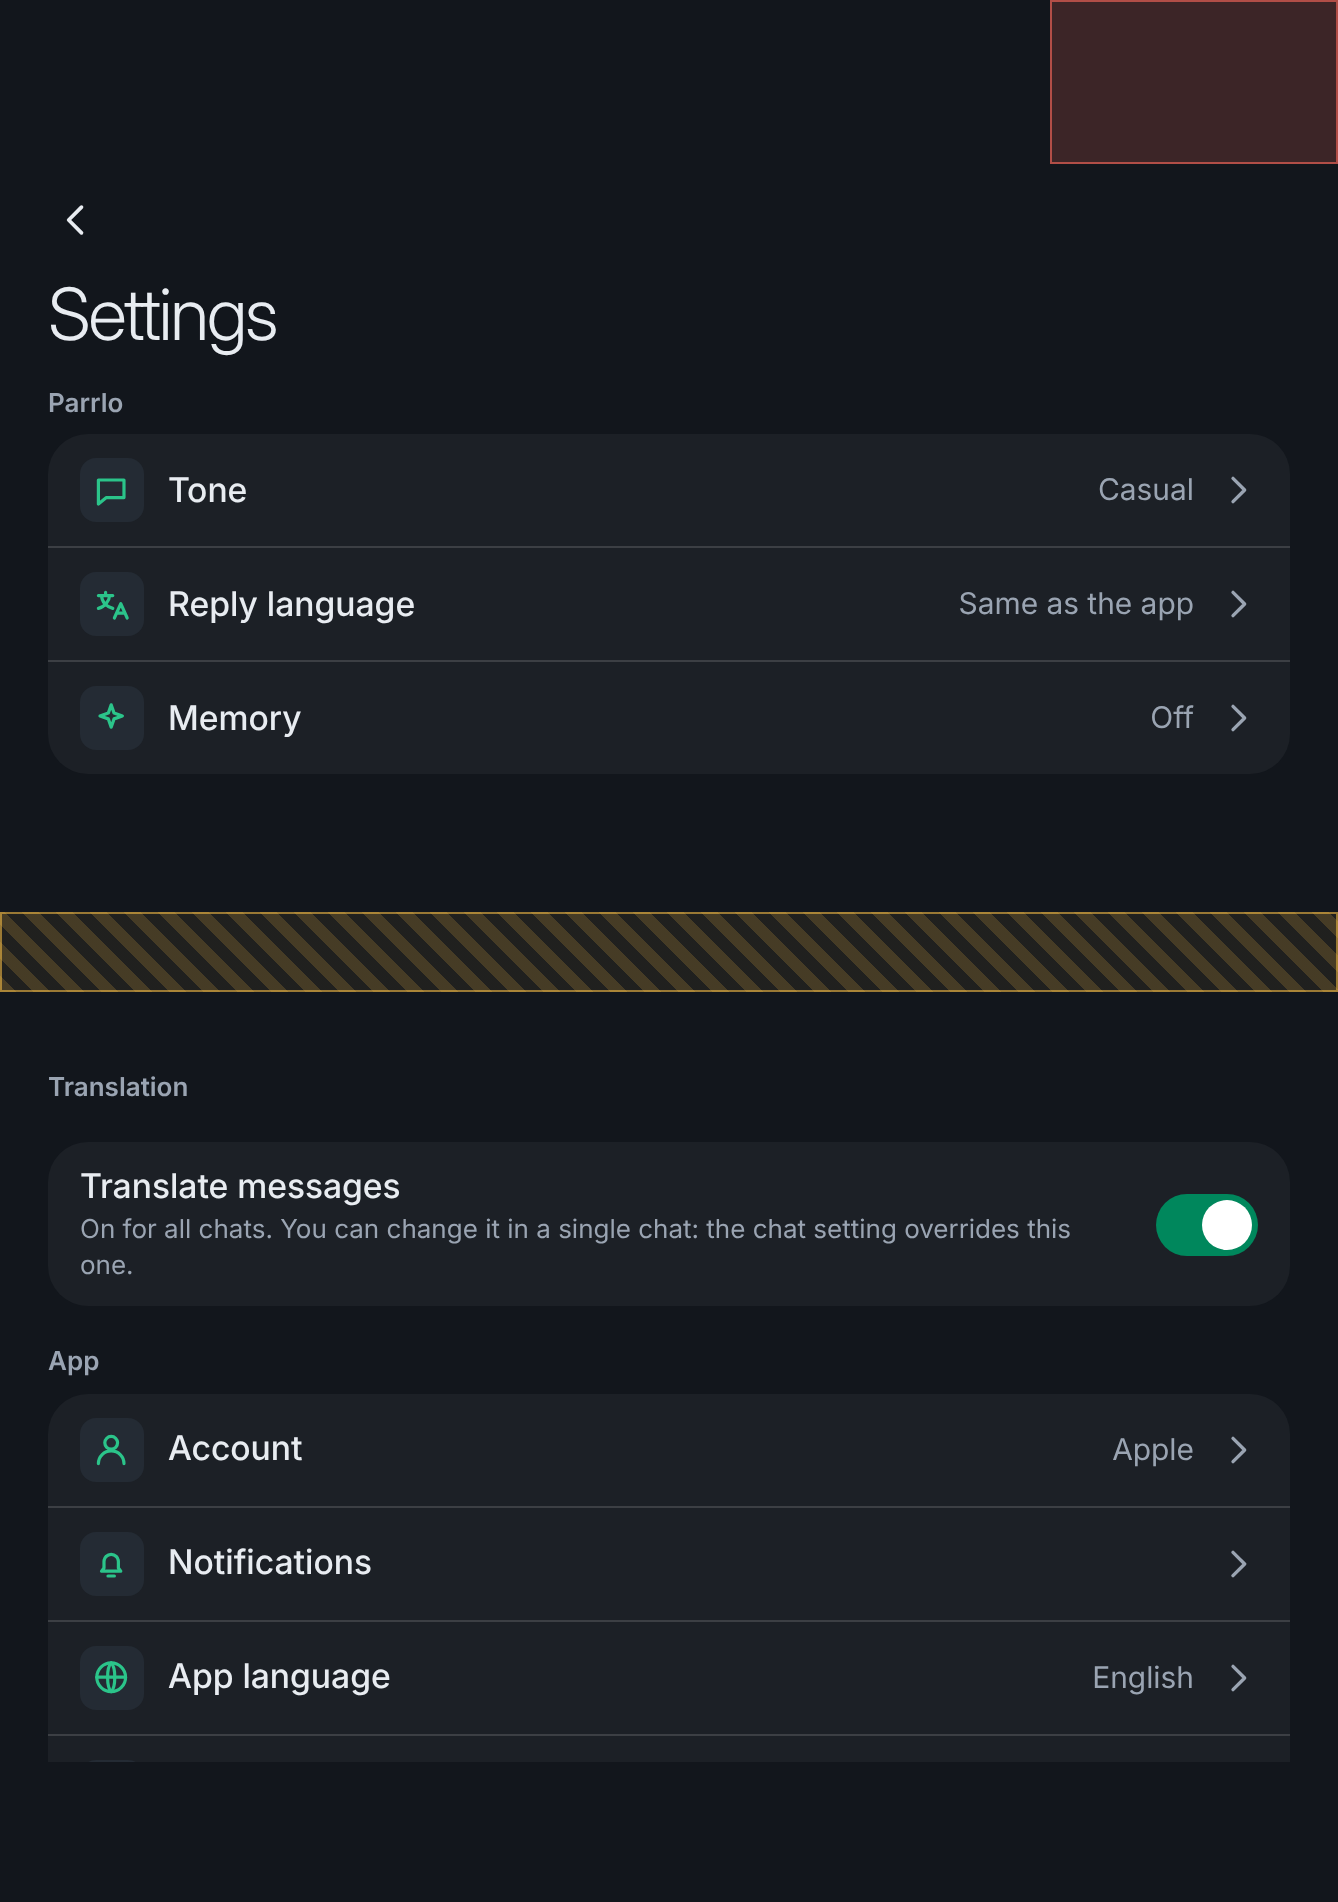 Settings
Parrlo
Tone Casual
Reply language Same as the app
Memory Off
Translation
Translate messages
On for all chats. You can change it in a single chat: the chat setting overrides this
one.
App
Account Apple
Notifications
App language English